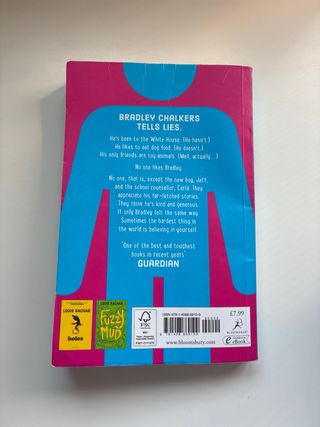 BRADLEY CHALKERS
TELLS LIES.
He's been to the White House. (He hasn't.)
He likes to eat dog food. (He doesn't.)
His only friends are toy animals. (Well, actually...)
No one likes Bradley.
No one, that is, except the new boy, Jeff,
and the school counsellor, Carla. They
appreciate his far-fetched stories.
They think he's kind and generous.
If only Bradley felt the same way.
Sometimes the hardest thing in
the world is believing in yourself.
'One of the best and toughest
books in recent years'
GUARDIAN
LOUIS SACHAR
holes
LOUIS SACHAR
FUZZY
MUD
FSC
£7.99
BLOOMSBURY
www.bloomsbury.com
eBook